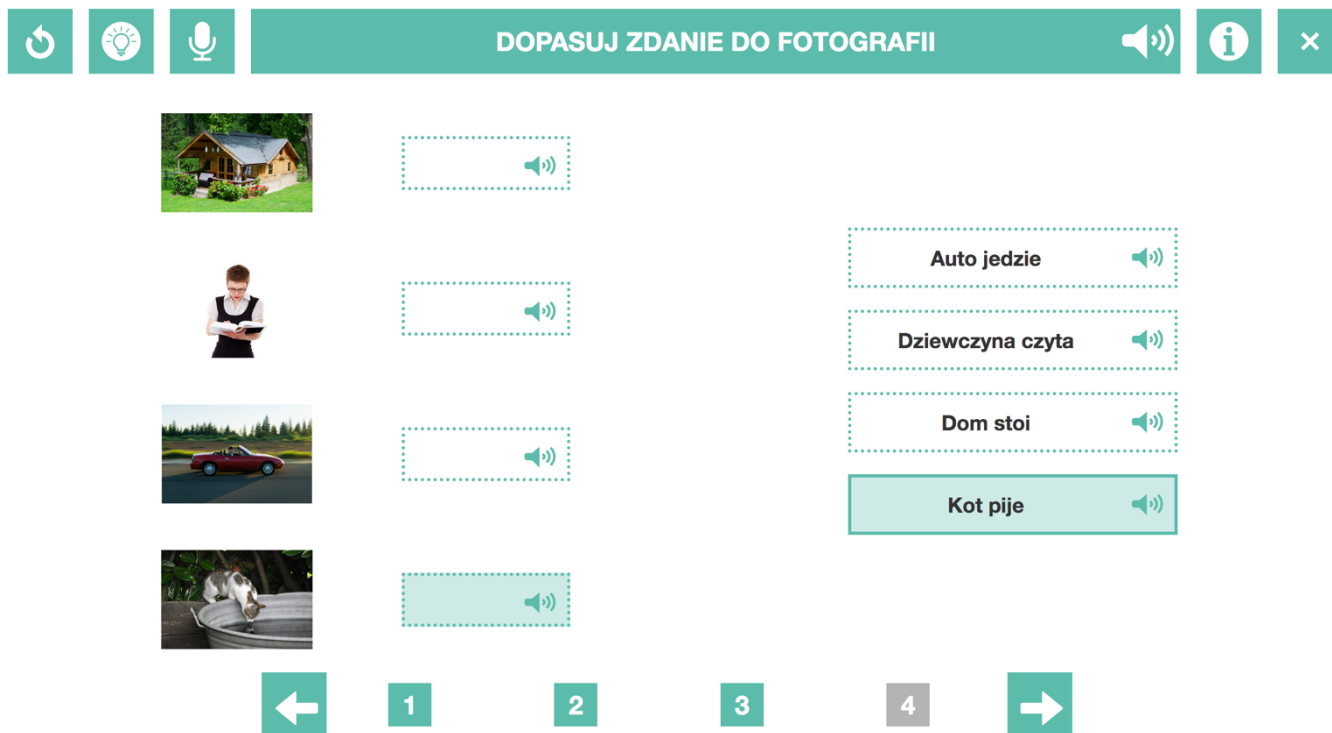 DOPASUJ ZDANIE DO FOTOGRAFII
Auto jedzie
Dziewczyna czyta
Dom stoi
Kot pije
1 2 3 4